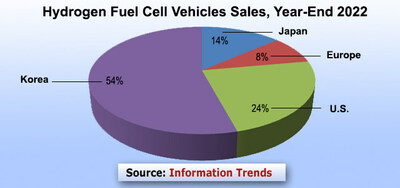 Hydrogen Fuel Cell Vehicles Sales, Year-End 2022
Japan
14%
Europe
8%
Korea
54%
24%
U.S.
Source: Information Trends